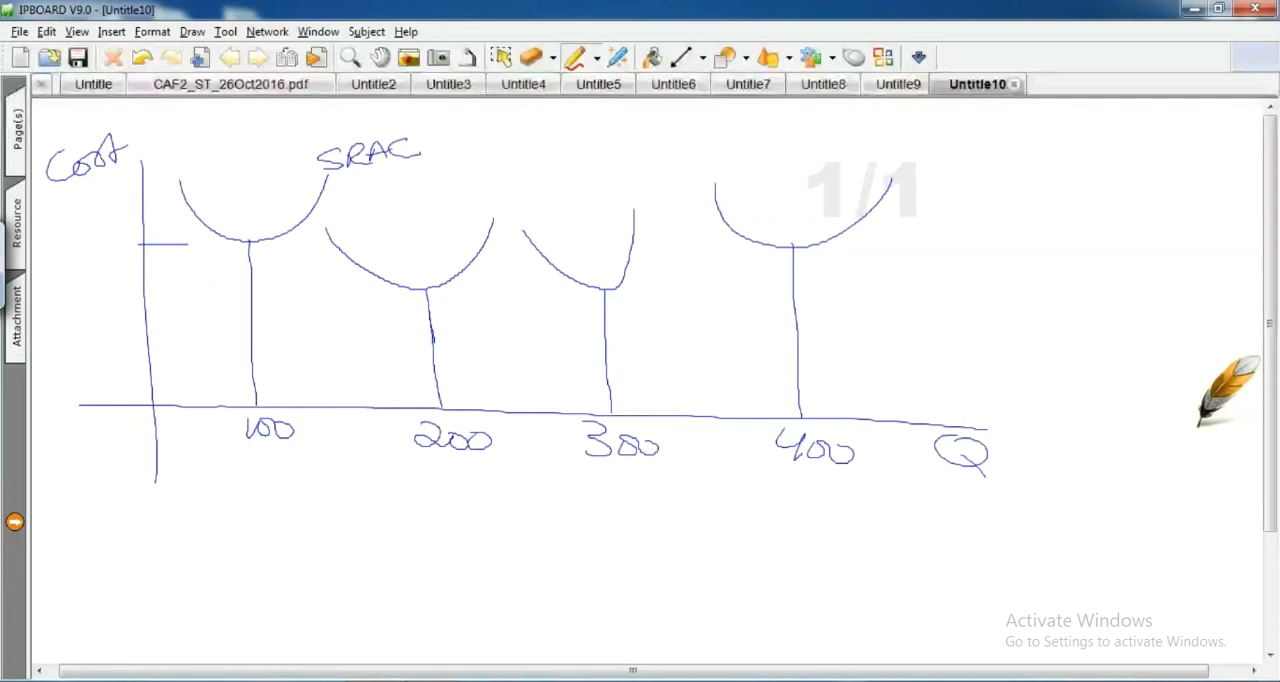 IPBOARD V9.0 - [Untitle10]
File Edit View Insert Format Draw Tool Network Window Subject Help
Untitle CAF2_ST_26Oct2016.pdf Untitle2 Untitle3 Untitle4 Untitle5 Untitle6 Untitle7 Untitle8 Untitle9 Untitle10
Page(s)
Resource
Attachment
Cost
SRAC
1/1
100 200 300 400 Q
Activate Windows
Go to Settings to activate Windows.